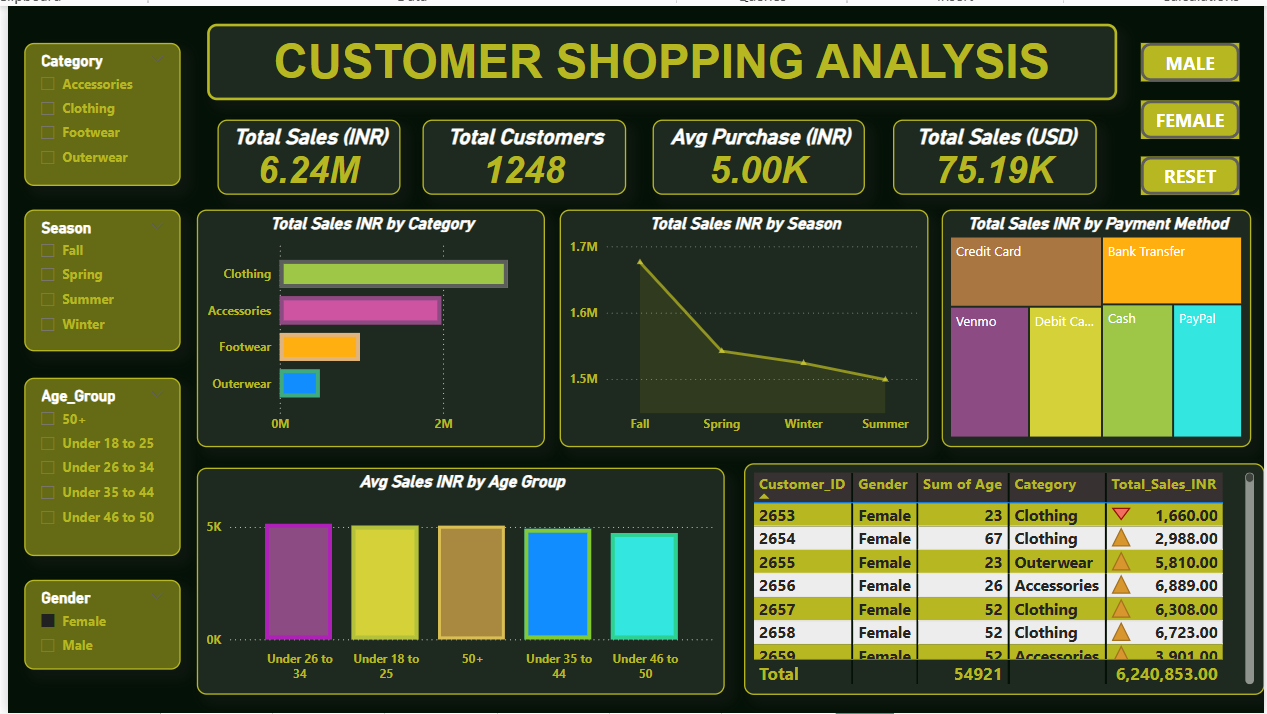 CUSTOMER SHOPPING ANALYSIS
MALE
FEMALE
RESET
Category
Accessories
Clothing
Footwear
Outerwear
Total Sales (INR)
6.24M
Total Customers
1248
Avg Purchase (INR)
5.00K
Total Sales (USD)
75.19K
Season
Fall
Spring
Summer
Winter
Total Sales INR by Category
Clothing
Accessories
Footwear
Outerwear
0M 2M
Total Sales INR by Season
1.7M
1.6M
1.5M
Fall Spring Winter Summer
Total Sales INR by Payment Method
Credit Card
Bank Transfer
Venmo
Debit Ca...
Cash
PayPal
Age_Group
50+
Under 18 to 25
Under 26 to 34
Under 35 to 44
Under 46 to 50
Gender
Female
Male
Avg Sales INR by Age Group
5K
0K
Under 26 to 34
Under 18 to 25
50+
Under 35 to 44
Under 46 to 50
Customer_ID Gender Sum of Age Category Total_Sales_INR
2653 Female 23 Clothing 1,660.00
2654 Female 67 Clothing 2,988.00
2655 Female 23 Outerwear 5,810.00
2656 Female 26 Accessories 6,889.00
2657 Female 52 Clothing 6,308.00
2658 Female 52 Clothing 6,723.00
2659 Female 52 Accessories 3,901.00
Total 54921 6,240,853.00